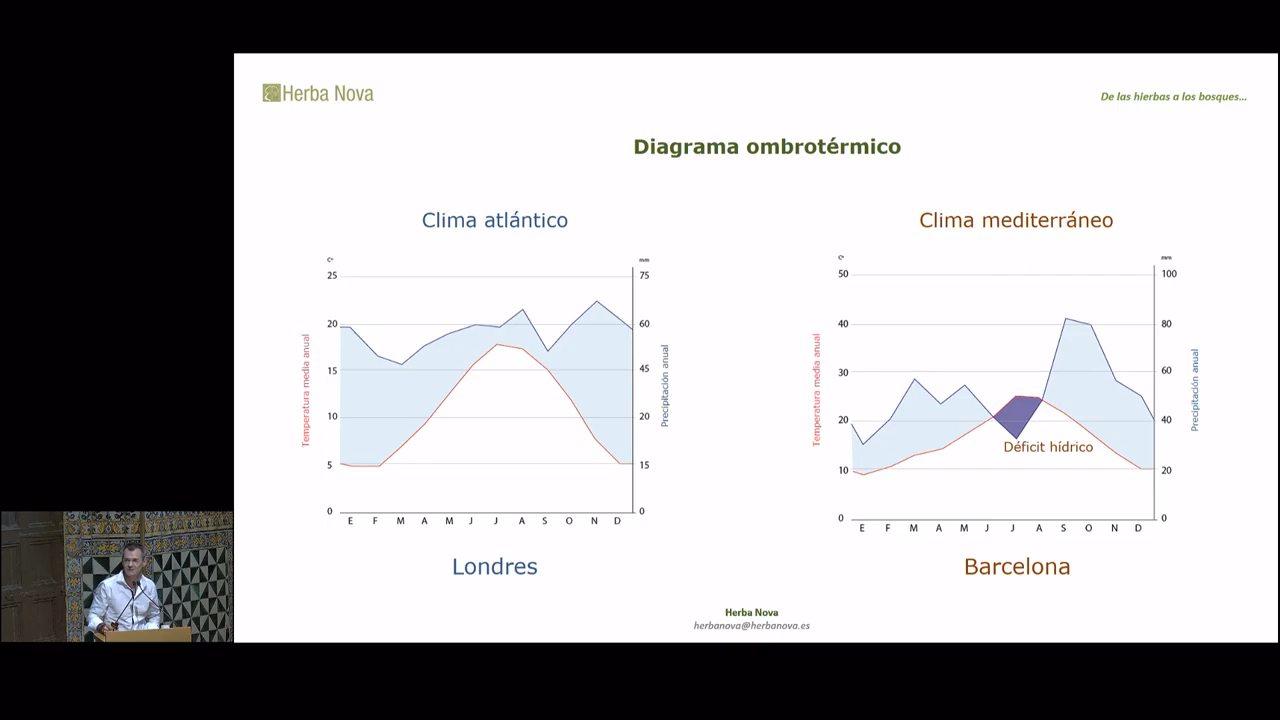 Herba Nova
De las hierbas a los bosques...
Diagrama ombrotérmico
Clima atlántico
Cº
mm
25
75
20
60
15
45
10
20
5
15
0
0
Temperatura media anual
Precipitación anual
E F M A M J J A S O N D
Londres
Clima mediterráneo
Cº
mm
50
100
40
80
30
60
20
40
10
20
0
0
Temperatura media anual
Precipitación anual
Déficit hídrico
E F M A M J J A S O N D
Barcelona
Herba Nova
herbanova@herbanova.es